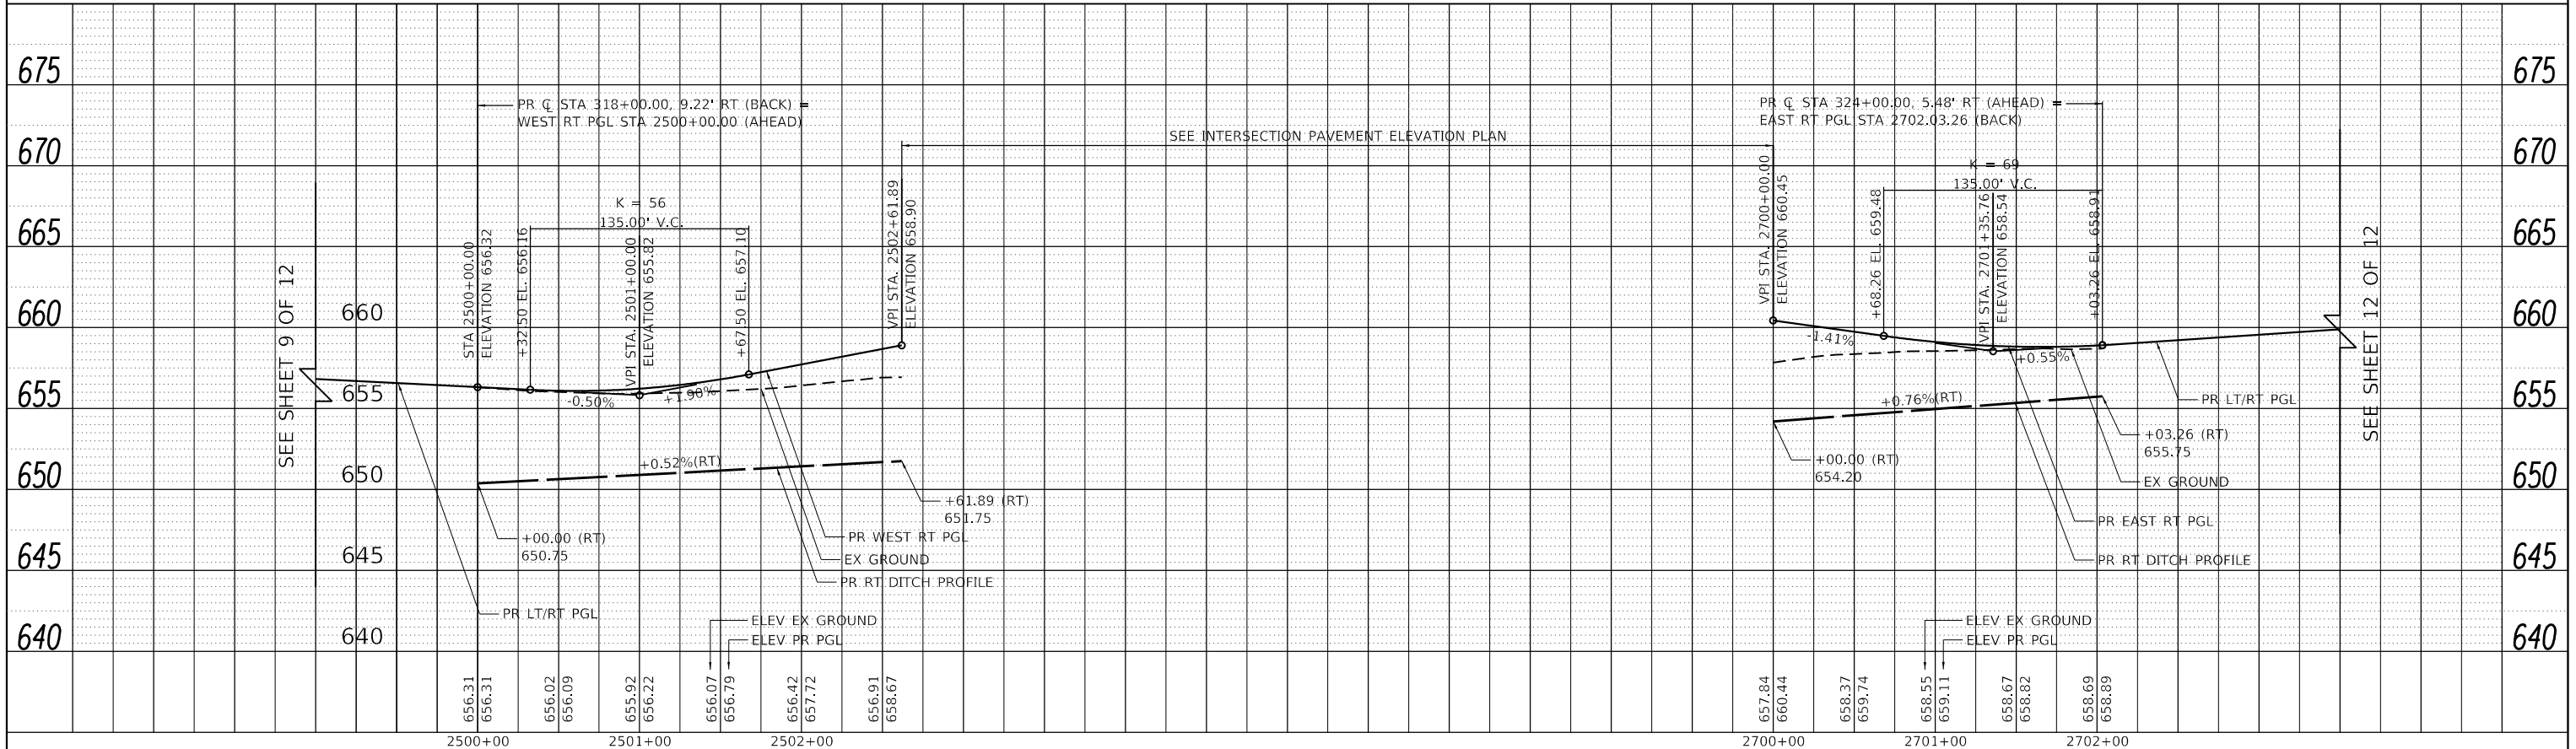 675
670
665
660
655
650
645
640
660
655
650
645
640
SEE SHEET 9 OF 12
PR ℄ STA 318+00.00, 9.22' RT (BACK) =
WEST RT PGL STA 2500+00.00 (AHEAD)
STA 2500+00.00
ELEVATION 656.32
+32.50 EL. 656.16
K = 56
135.00' V.C.
VPI STA. 2501+00.00
ELEVATION 655.82
+67.50 EL. 657.10
VPI STA. 2502+61.89
ELEVATION 658.90
-0.50%
+1.90%
+0.52%(RT)
+00.00 (RT)
650.75
+61.89 (RT)
651.75
PR WEST RT PGL
EX GROUND
PR RT DITCH PROFILE
PR LT/RT PGL
ELEV EX GROUND
ELEV PR PGL
SEE INTERSECTION PAVEMENT ELEVATION PLAN
PR ℄ STA 324+00.00, 5.48' RT (AHEAD) =
EAST RT PGL STA 2702.03.26 (BACK)
VPI STA. 2700+00.00
ELEVATION 660.45
+68.26 EL. 659.48
K = 69
135.00' V.C.
VPI STA. 2701+35.76
ELEVATION 658.54
+03.26 EL. 658.91
-1.41%
+0.55%
+0.76%(RT)
+00.00 (RT)
654.20
PR LT/RT PGL
+03.26 (RT)
655.75
EX GROUND
PR EAST RT PGL
PR RT DITCH PROFILE
ELEV EX GROUND
ELEV PR PGL
SEE SHEET 12 OF 12
675
670
665
660
655
650
645
640
656.31
656.31
656.02
656.09
655.92
656.22
656.07
656.79
656.42
657.72
656.91
658.67
657.84
660.44
658.37
659.74
658.55
659.11
658.67
658.82
658.69
658.89
2500+00
2501+00
2502+00
2700+00
2701+00
2702+00